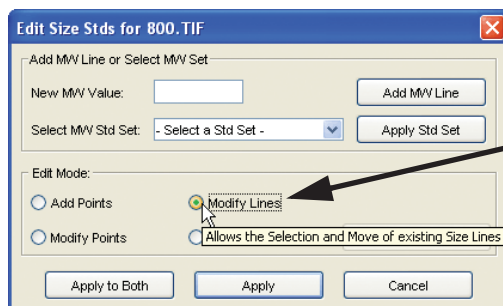 Edit Size Stds for 800.TIF
Add MW Line or Select MW Set
New MW Value:
Add MW Line
Select MW Std Set:
- Select a Std Set -
Apply Std Set
Edit Mode:
Add Points
Modify Lines
Modify Points
Allows the Selection and Move of existing Size Lines
Apply to Both
Apply
Cancel